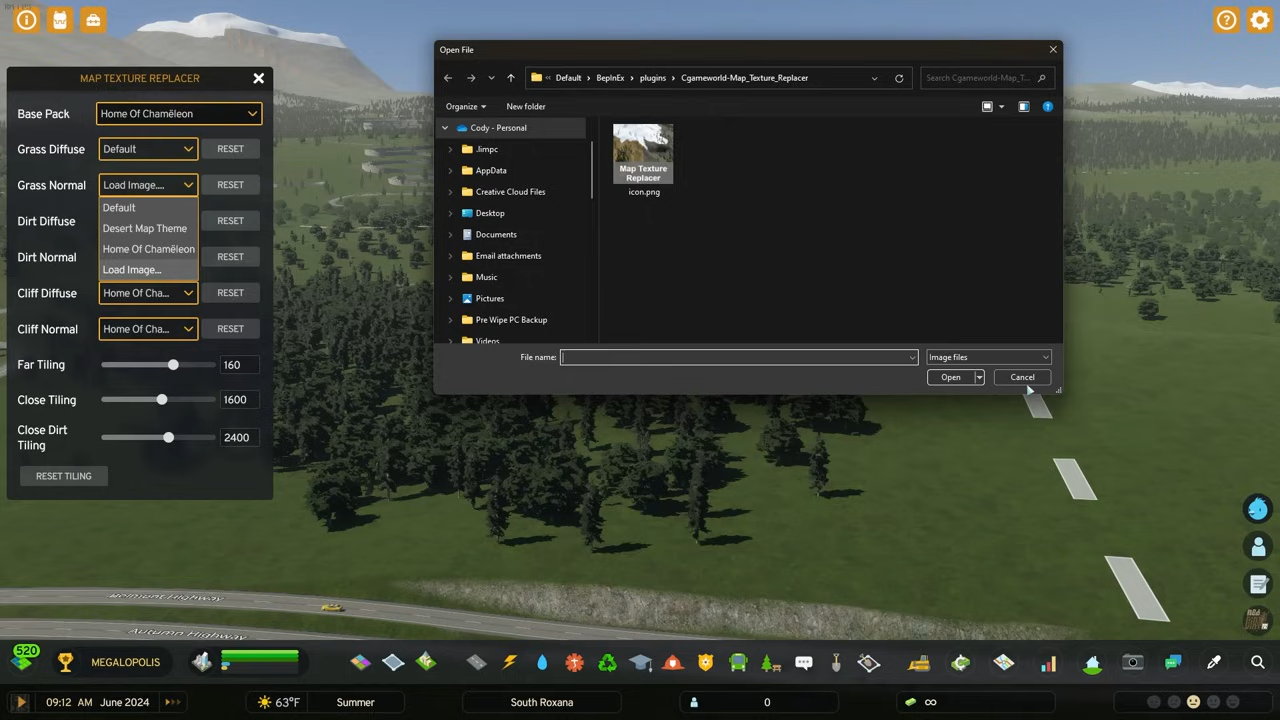 Open File
Default
BepInEx
plugins
Cgameworld-Map_Texture_Replacer
Search Cgameworld-Map_T...
Organize
New folder
Cody - Personal
.limpc
AppData
Creative Cloud Files
Desktop
Documents
Email attachments
Music
Pictures
Pre Wipe PC Backup
Videos
Map Texture
Replacer
icon.png
File name:
Image files
Open
Cancel
MAP TEXTURE REPLACER
Base Pack
Home Of Chamëleon
Grass Diffuse
Default
RESET
Grass Normal
Load Image....
RESET
Default
Desert Map Theme
Home Of Chamëleon
Load Image...
Dirt Diffuse
RESET
Dirt Normal
RESET
Cliff Diffuse
Home Of Cha...
RESET
Cliff Normal
Home Of Cha...
RESET
Far Tiling
160
Close Tiling
1600
Close Dirt
Tiling
2400
RESET TILING
Belmont Highway
Autumn Highway
520
MEGALOPOLIS
09:12 AM
June 2024
63°F
Summer
South Roxana
0
∞